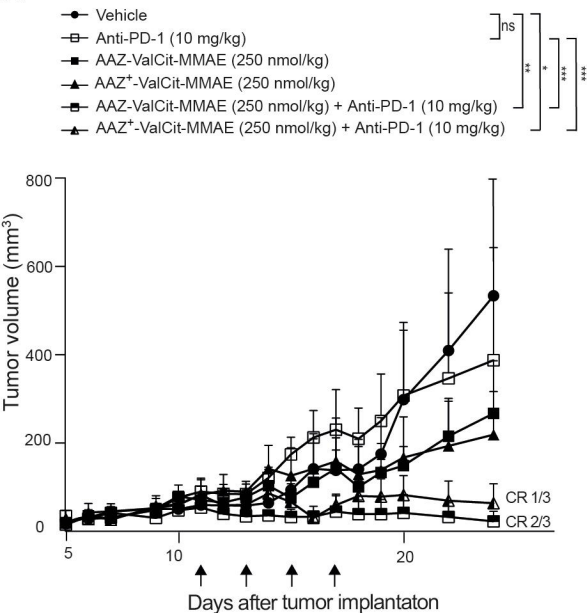 Vehicle
Anti-PD-1 (10 mg/kg)
AAZ-ValCit-MMAE (250 nmol/kg)
AAZ⁺-ValCit-MMAE (250 nmol/kg)
AAZ-ValCit-MMAE (250 nmol/kg) + Anti-PD-1 (10 mg/kg)
AAZ⁺-ValCit-MMAE (250 nmol/kg) + Anti-PD-1 (10 mg/kg)
ns
**
*
***
***
Tumor volume (mm³)
800
600
400
200
0
CR 1/3
CR 2/3
5
10
20
Days after tumor implantaton